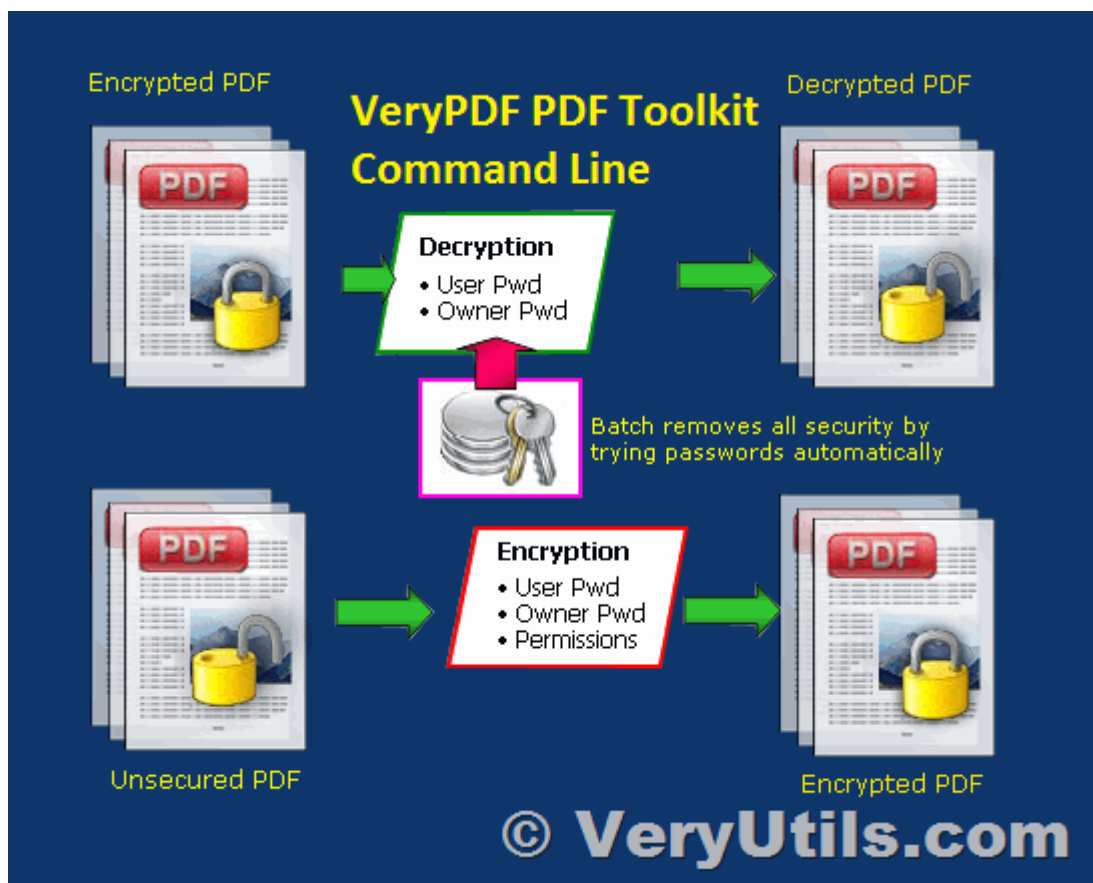 Encrypted PDF
Decrypted PDF
VeryPDF PDF Toolkit
Command Line
PDF
PDF
Decryption
• User Pwd
• Owner Pwd
Batch removes all security by
trying passwords automatically
PDF
PDF
Encryption
• User Pwd
• Owner Pwd
• Permissions
Unsecured PDF
Encrypted PDF
© VeryUtils.com